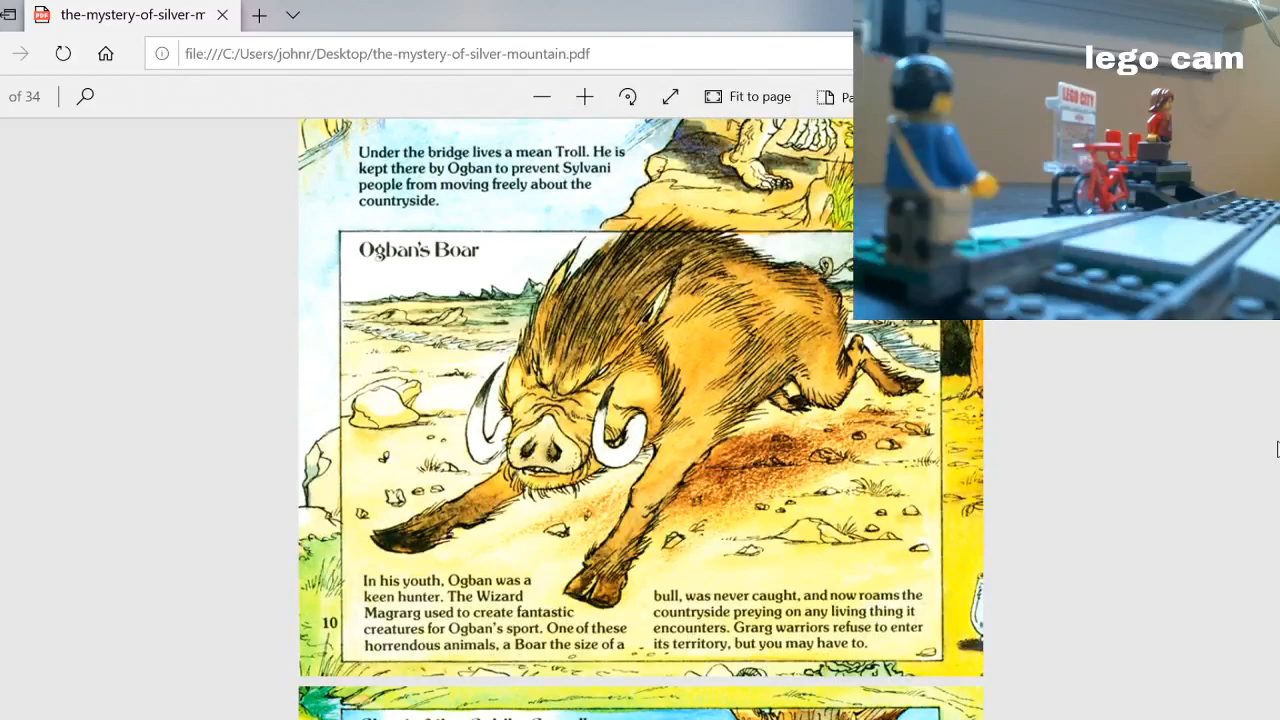 the-mystery-of-silver-m
file:///C:/Users/johnr/Desktop/the-mystery-of-silver-mountain.pdf
of 34
Fit to page
Pa
lego cam
LEGO CITY
Under the bridge lives a mean Troll. He is
kept there by Ogban to prevent Sylvani
people from moving freely about the
countryside.
Ogban's Boar
In his youth, Ogban was a
keen hunter. The Wizard
Magrarg used to create fantastic
creatures for Ogban's sport. One of these
horrendous animals, a Boar the size of a
bull, was never caught, and now roams the
countryside preying on any living thing it
encounters. Grarg warriors refuse to enter
its territory, but you may have to.
10